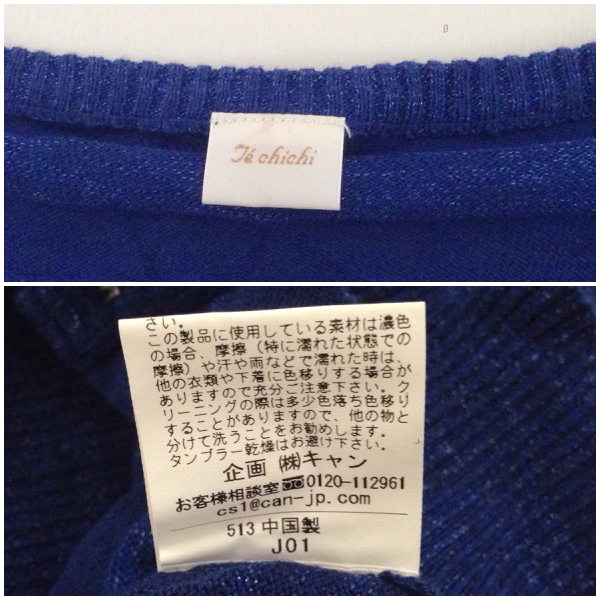 Té chichi
さい。
この製品に使用している素材は濃色
の場合、摩擦（特に濡れた状態での
摩擦）や汗や雨などで濡れた時は、
他の衣類や下着に色移りする場合が
ありますので充分ご注意下さい。ク
リーニングの際は多少色落ち色移り
することがありますので、他の物と
分けて洗うことをお勧めします。
タンブラー乾燥はお避け下さい。
企画 ㈱キャン
お客様相談室 0120-112961
cs1@can-jp.com
513 中国製
J01